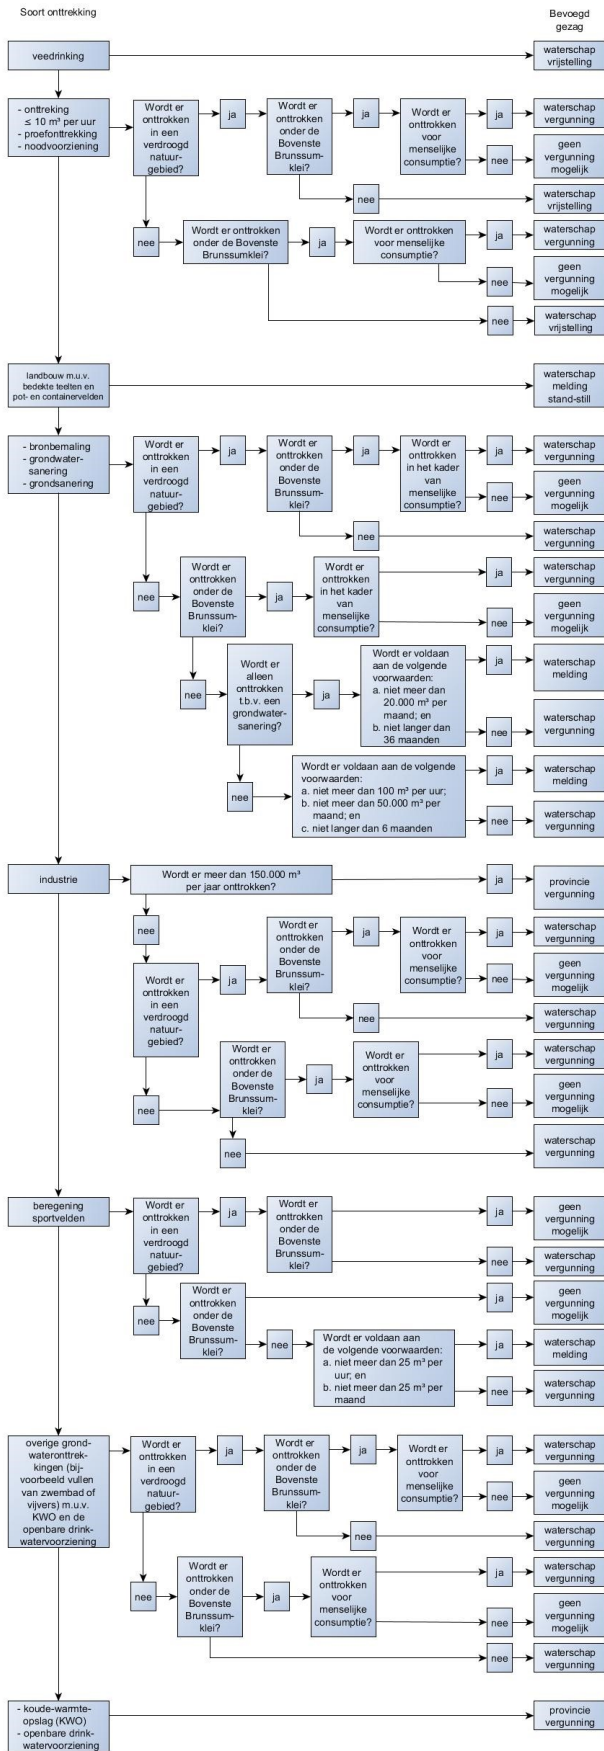 Soort onttrekking
Bevoegd
gezag
veedrinking
waterschap
vrijstelling
- onttreking
≤ 10 m³ per uur
- proefonttrekking
- noodvoorziening
Wordt er
onttrokken
in een
verdroogd
natuur-
gebied?
ja
Wordt er
onttrokken
onder de
Bovenste
Brunssum-
klei?
ja
Wordt er
onttrokken
voor
menselijke
consumptie?
ja
waterschap
vergunning
nee
geen
vergunning
mogelijk
nee
waterschap
vrijstelling
nee
Wordt er onttrokken
onder de Bovenste
Brunssumklei?
ja
Wordt er onttrokken
voor menselijke
consumptie?
ja
waterschap
vergunning
nee
geen
vergunning
mogelijk
nee
waterschap
vrijstelling
landbouw m.u.v.
bedekte teelten en
pot- en containervelden
waterschap
melding
stand-still
- bronbemaling
- grondwater-
sanering
- grondsanering
Wordt er
onttrokken
in een
verdroogd
natuur-
gebied?
ja
Wordt er
onttrokken
onder de
Bovenste
Brunssum-
klei?
ja
Wordt er
onttrokken
in het kader
van
menselijke
consumptie?
ja
waterschap
vergunning
nee
geen
vergunning
mogelijk
nee
waterschap
vergunning
nee
Wordt er
onttrokken
onder de
Bovenste
Brunssum-
klei?
ja
Wordt er
onttrokken
in het kader
van
menselijke
consumptie?
ja
waterschap
vergunning
nee
geen
vergunning
mogelijk
nee
Wordt er
alleen
onttrokken
t.b.v. een
grondwater-
sanering?
ja
Wordt er voldaan
aan de volgende
voorwaarden:
a. niet meer dan
20.000 m³ per
maand; en
b. niet langer dan
36 maanden
ja
waterschap
melding
nee
waterschap
vergunning
nee
Wordt er voldaan aan de volgende
voorwaarden:
a. niet meer dan 100 m³ per uur;
b. niet meer dan 50.000 m³ per
maand; en
c. niet langer dan 6 maanden
ja
waterschap
melding
nee
waterschap
vergunning
industrie
Wordt er meer dan 150.000 m³
per jaar onttrokken?
ja
provincie
vergunning
nee
Wordt er
onttrokken
in een
verdroogd
natuur-
gebied?
ja
Wordt er
onttrokken
onder de
Bovenste
Brunssum-
klei?
ja
Wordt er
onttrokken
voor
menselijke
consumptie?
ja
waterschap
vergunning
nee
geen
vergunning
mogelijk
nee
waterschap
vergunning
nee
Wordt er
onttrokken
onder de
Bovenste
Brunssum-
klei?
ja
Wordt er
onttrokken
voor
menselijke
consumptie?
ja
waterschap
vergunning
nee
geen
vergunning
mogelijk
nee
waterschap
vergunning
beregening
sportvelden
Wordt er
onttrokken
in een
verdroogd
natuur-
gebied?
ja
Wordt er
onttrokken
onder de
Bovenste
Brunssum-
klei?
ja
geen
vergunning
mogelijk
nee
waterschap
vergunning
nee
Wordt er
onttrokken
onder de
Bovenste
Brunssum-
klei?
ja
geen
vergunning
mogelijk
nee
Wordt er voldaan aan
de volgende
voorwaarden:
a. niet meer dan 25 m³ per
uur; en
b. niet meer dan 25 m³ per
maand
ja
waterschap
melding
nee
waterschap
vergunning
overige grond-
wateronttrek-
kingen (bij-
voorbeeld vullen
van zwembad of
vijvers) m.u.v.
KWO en de
openbare drink-
watervoorziening
Wordt er
onttrokken
in een
verdroogd
natuur-
gebied?
ja
Wordt er
onttrokken
onder de
Bovenste
Brunssum-
klei?
ja
Wordt er
onttrokken
voor
menselijke
consumptie?
ja
waterschap
vergunning
nee
geen
vergunning
mogelijk
nee
waterschap
vergunning
nee
Wordt er
onttrokken
onder de
Bovenste
Brunssum-
klei?
ja
Wordt er
onttrokken
voor
menselijke
consumptie?
ja
waterschap
vergunning
nee
geen
vergunning
mogelijk
nee
waterschap
vergunning
- koude-warmte-
opslag (KWO)
- openbare drink-
watervoorziening
provincie
vergunning